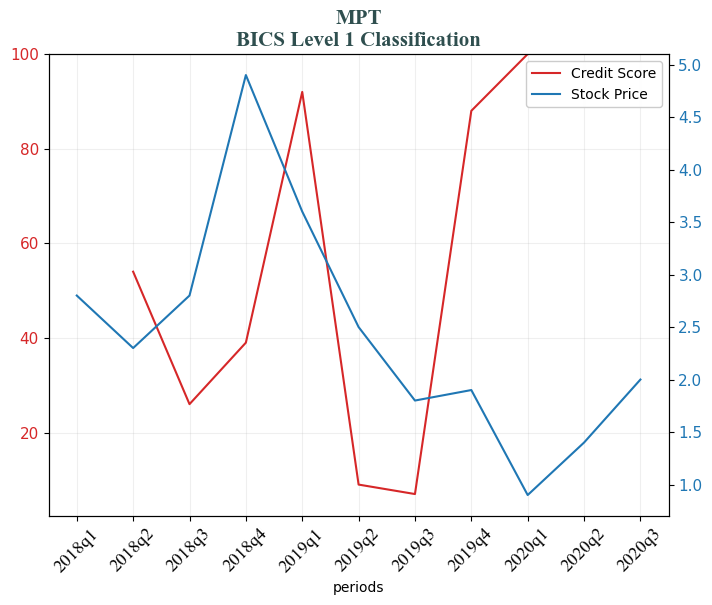 MPT
BICS Level 1 Classification
100
80
60
40
20
5.0
4.5
4.0
3.5
3.0
2.5
2.0
1.5
1.0
Credit Score
Stock Price
2018q1
2018q2
2018q3
2018q4
2019q1
2019q2
2019q3
2019q4
2020q1
2020q2
2020q3
periods